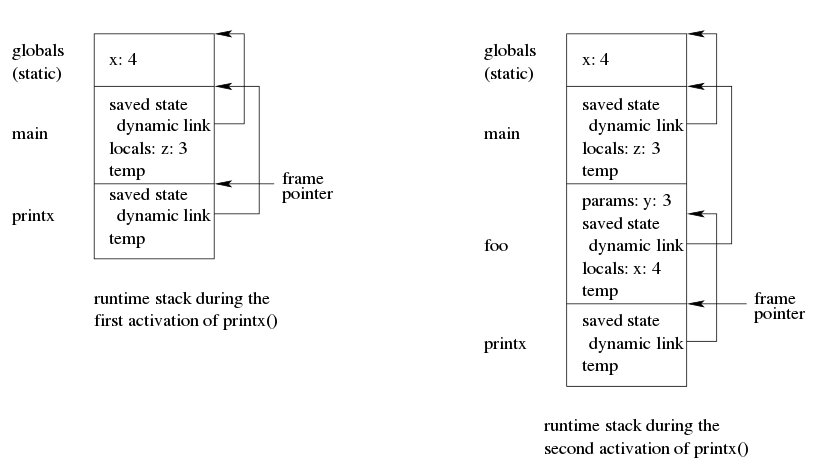 globals
(static)
x: 4
main
saved state
dynamic link
locals: z: 3
temp
printx
saved state
dynamic link
temp
frame
pointer
runtime stack during the
first activation of printx()
globals
(static)
x: 4
main
saved state
dynamic link
locals: z: 3
temp
foo
params: y: 3
saved state
dynamic link
locals: x: 4
temp
printx
saved state
dynamic link
temp
frame
pointer
runtime stack during the
second activation of printx()